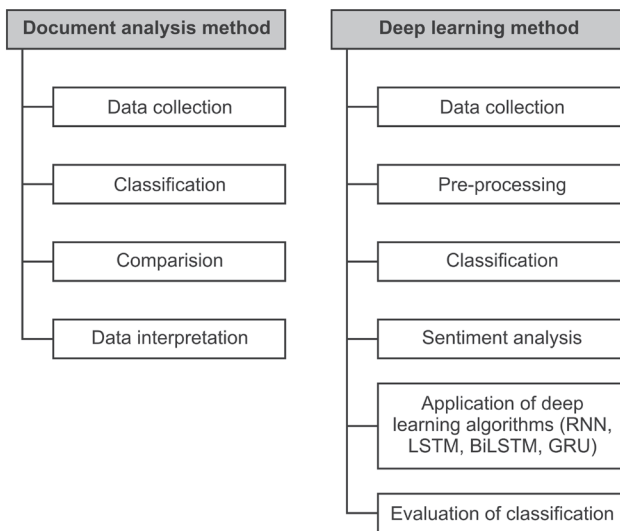 Document analysis method
Data collection
Classification
Comparision
Data interpretation
Deep learning method
Data collection
Pre-processing
Classification
Sentiment analysis
Application of deep
learning algorithms (RNN,
LSTM, BiLSTM, GRU)
Evaluation of classification